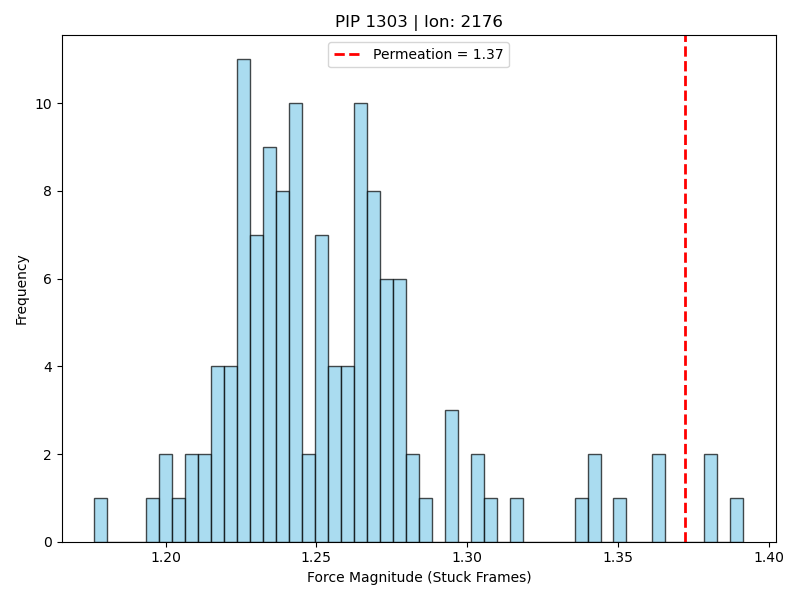 PIP 1303 | Ion: 2176
Permeation = 1.37
Frequency
10
8
6
4
2
0
1.20 1.25 1.30 1.35 1.40
Force Magnitude (Stuck Frames)